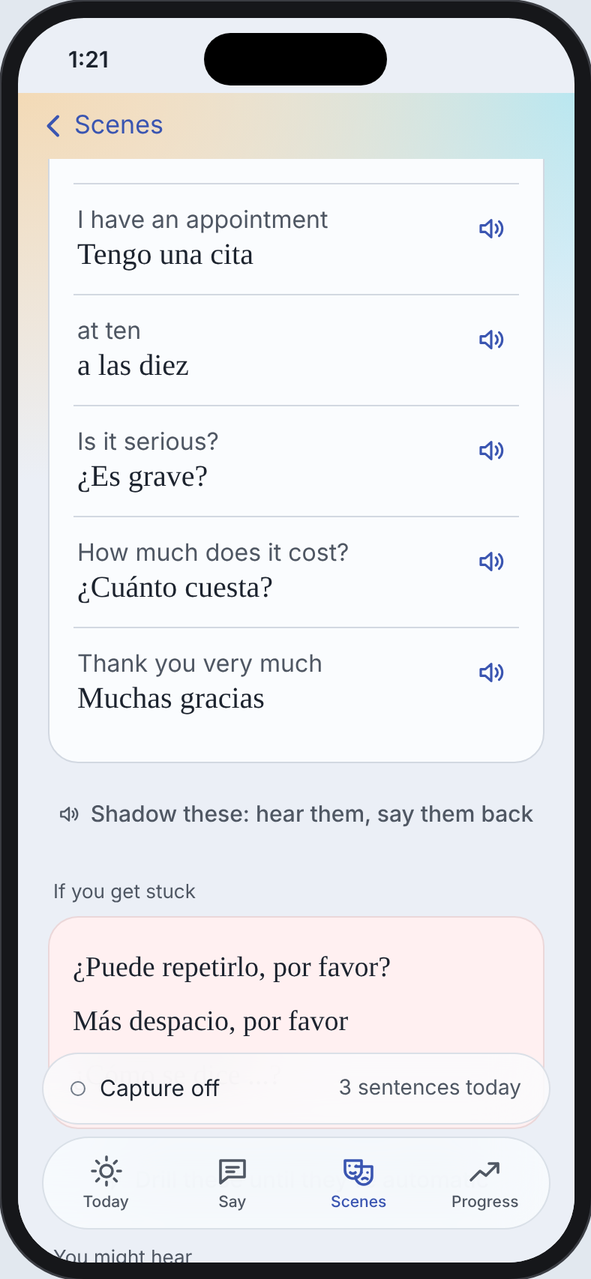 1:21
Scenes
I have an appointment
Tengo una cita
at ten
a las diez
Is it serious?
¿Es grave?
How much does it cost?
¿Cuánto cuesta?
Thank you very much
Muchas gracias
Shadow these: hear them, say them back
If you get stuck
¿Puede repetirlo, por favor?
Más despacio, por favor
Capture off
3 sentences today
Today
Say
Scenes
Progress
You might hear